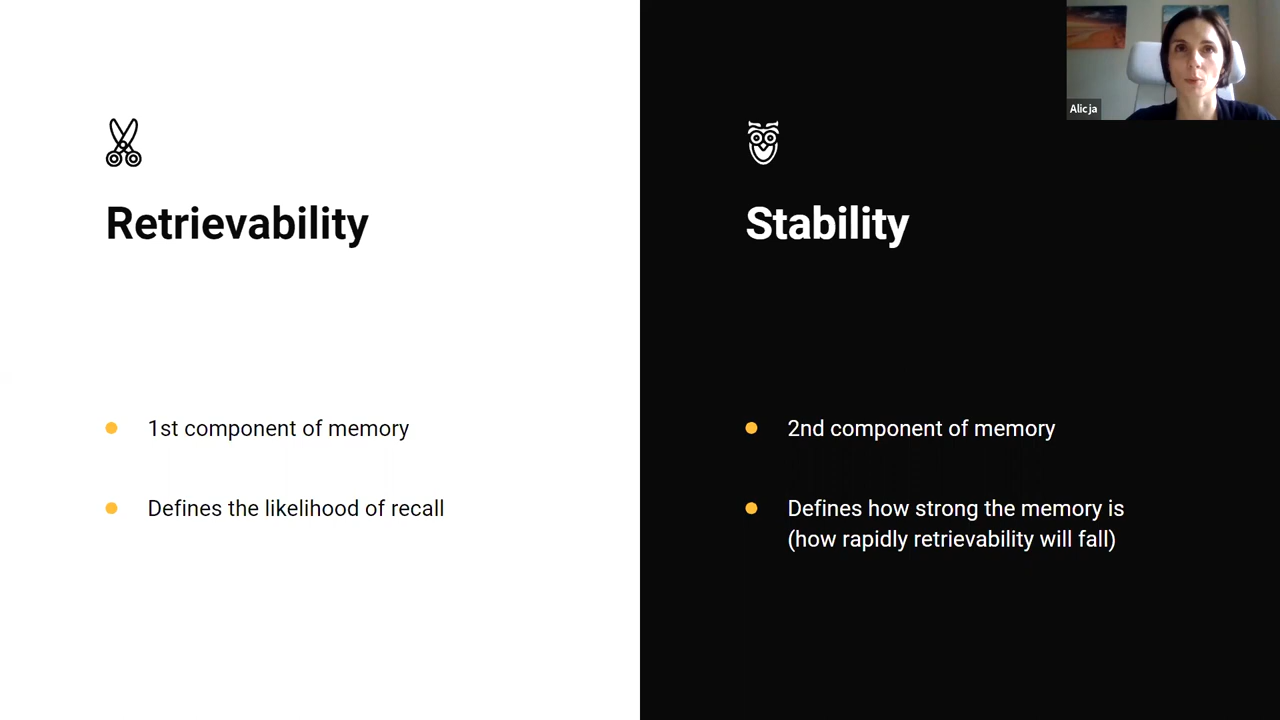 Retrievability
1st component of memory
Defines the likelihood of recall
Alicja
Stability
2nd component of memory
Defines how strong the memory is
(how rapidly retrievability will fall)